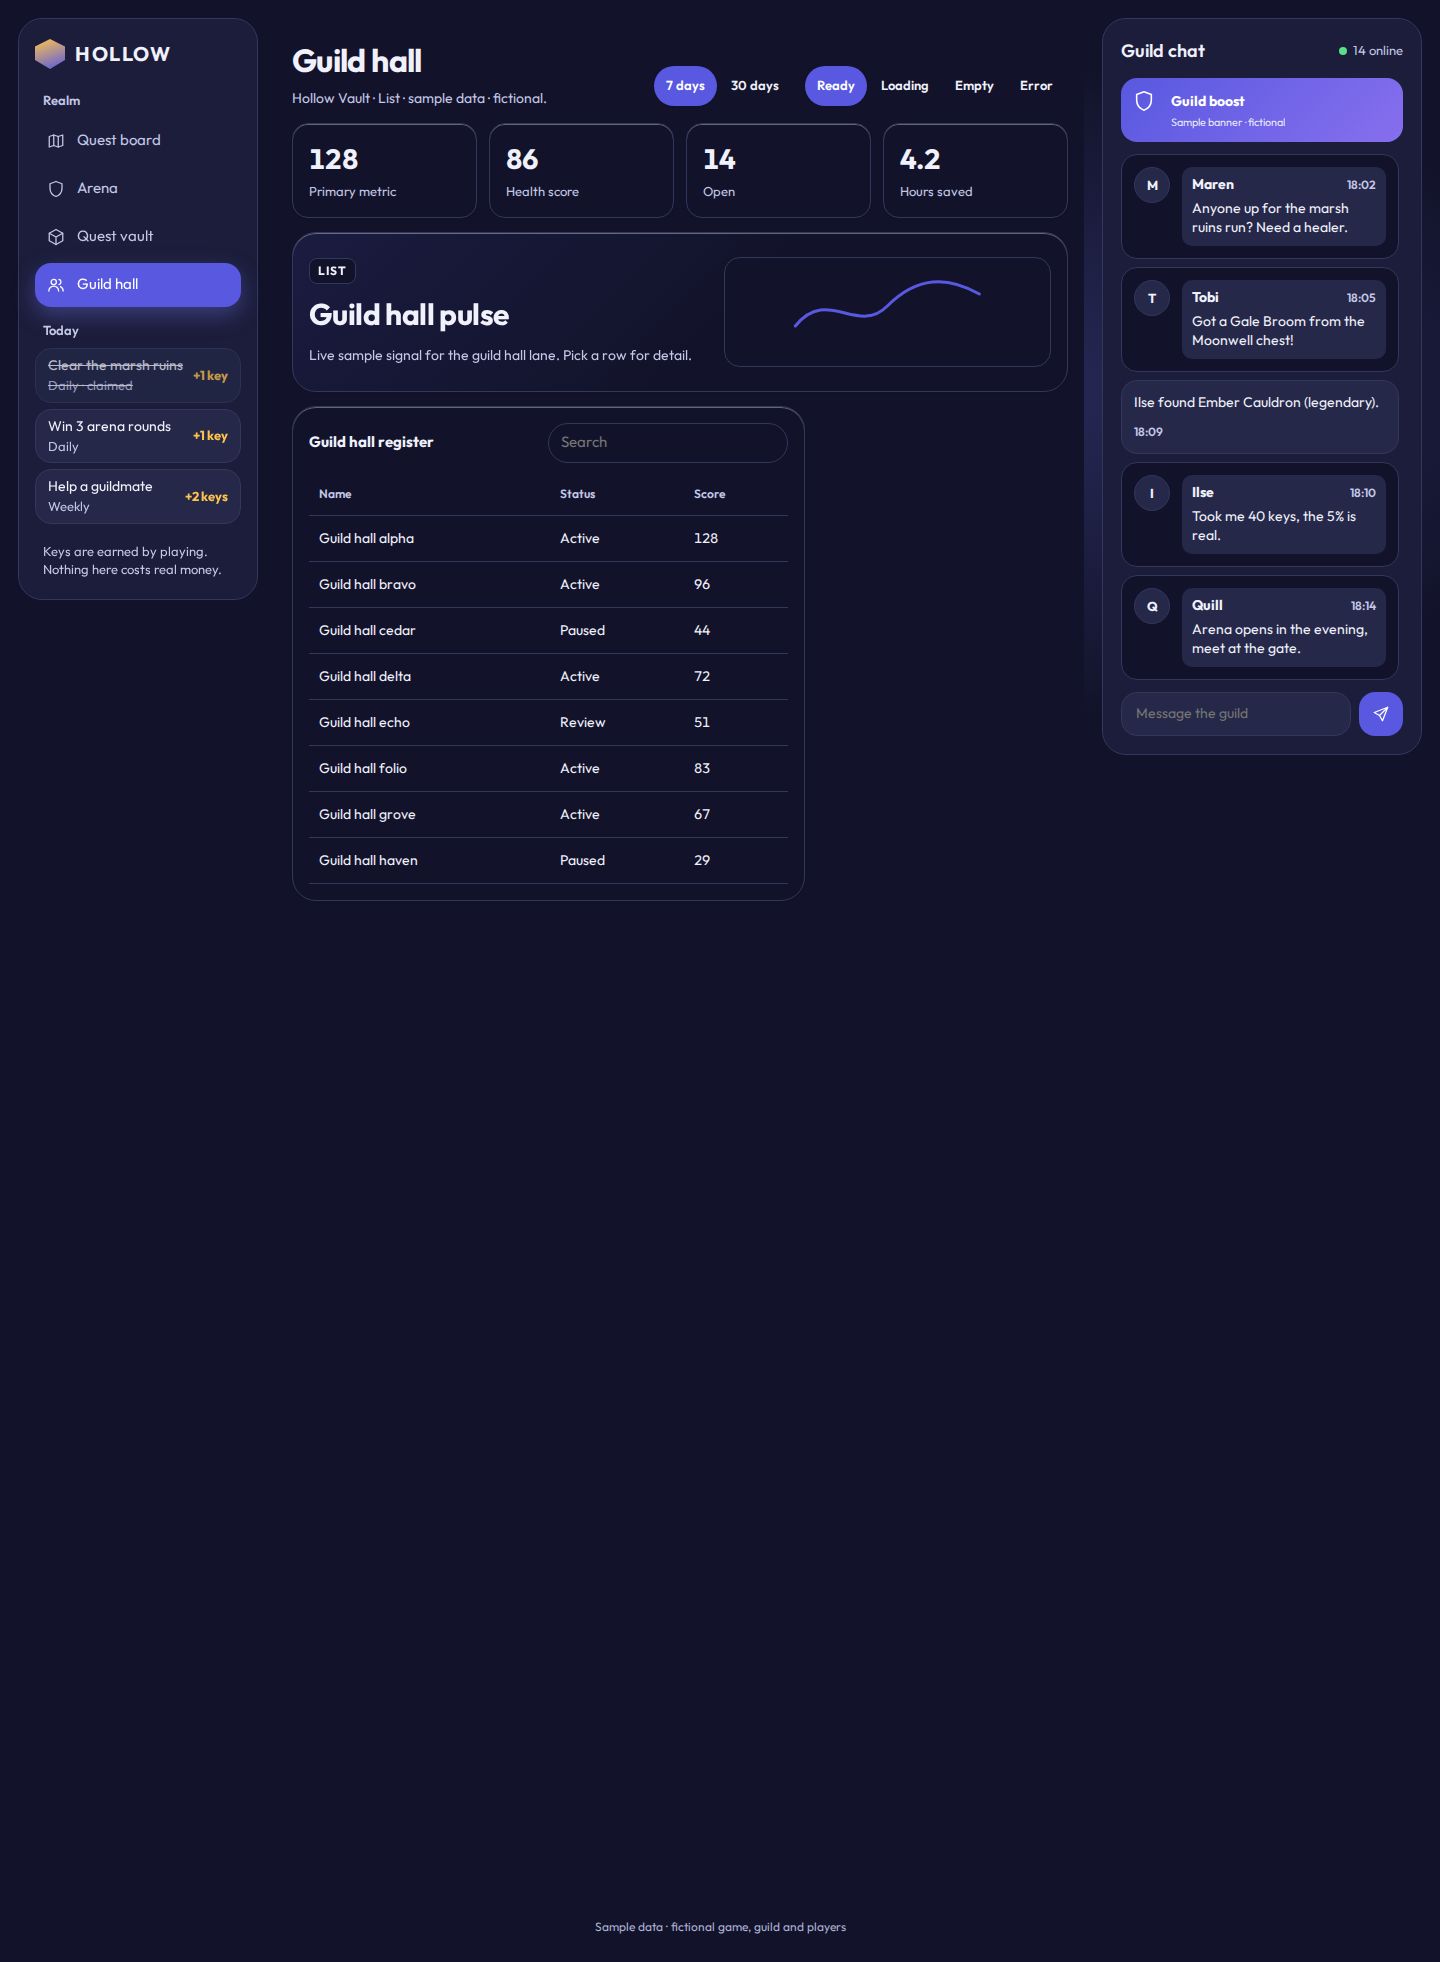 HOLLOW
Realm
Quest board
Arena
Quest vault
Guild hall
Today
Clear the marsh ruins
Daily · claimed
+1 key
Win 3 arena rounds
Daily
+1 key
Help a guildmate
Weekly
+2 keys
Keys are earned by playing.
Nothing here costs real money.
Guild hall
Hollow Vault · List · sample data · fictional.
7 days
30 days
Ready
Loading
Empty
Error
128
Primary metric
86
Health score
14
Open
4.2
Hours saved
LIST
Guild hall pulse
Live sample signal for the guild hall lane. Pick a row for detail.
Guild hall register
Search
Name Status Score
Guild hall alpha Active 128
Guild hall bravo Active 96
Guild hall cedar Paused 44
Guild hall delta Active 72
Guild hall echo Review 51
Guild hall folio Active 83
Guild hall grove Active 67
Guild hall haven Paused 29
Guild chat
14 online
Guild boost
Sample banner · fictional
M
Maren 18:02
Anyone up for the marsh
ruins run? Need a healer.
T
Tobi 18:05
Got a Gale Broom from the
Moonwell chest!
Ilse found Ember Cauldron (legendary).
18:09
I
Ilse 18:10
Took me 40 keys, the 5% is
real.
Q
Quill 18:14
Arena opens in the evening,
meet at the gate.
Message the guild
Sample data · fictional game, guild and players